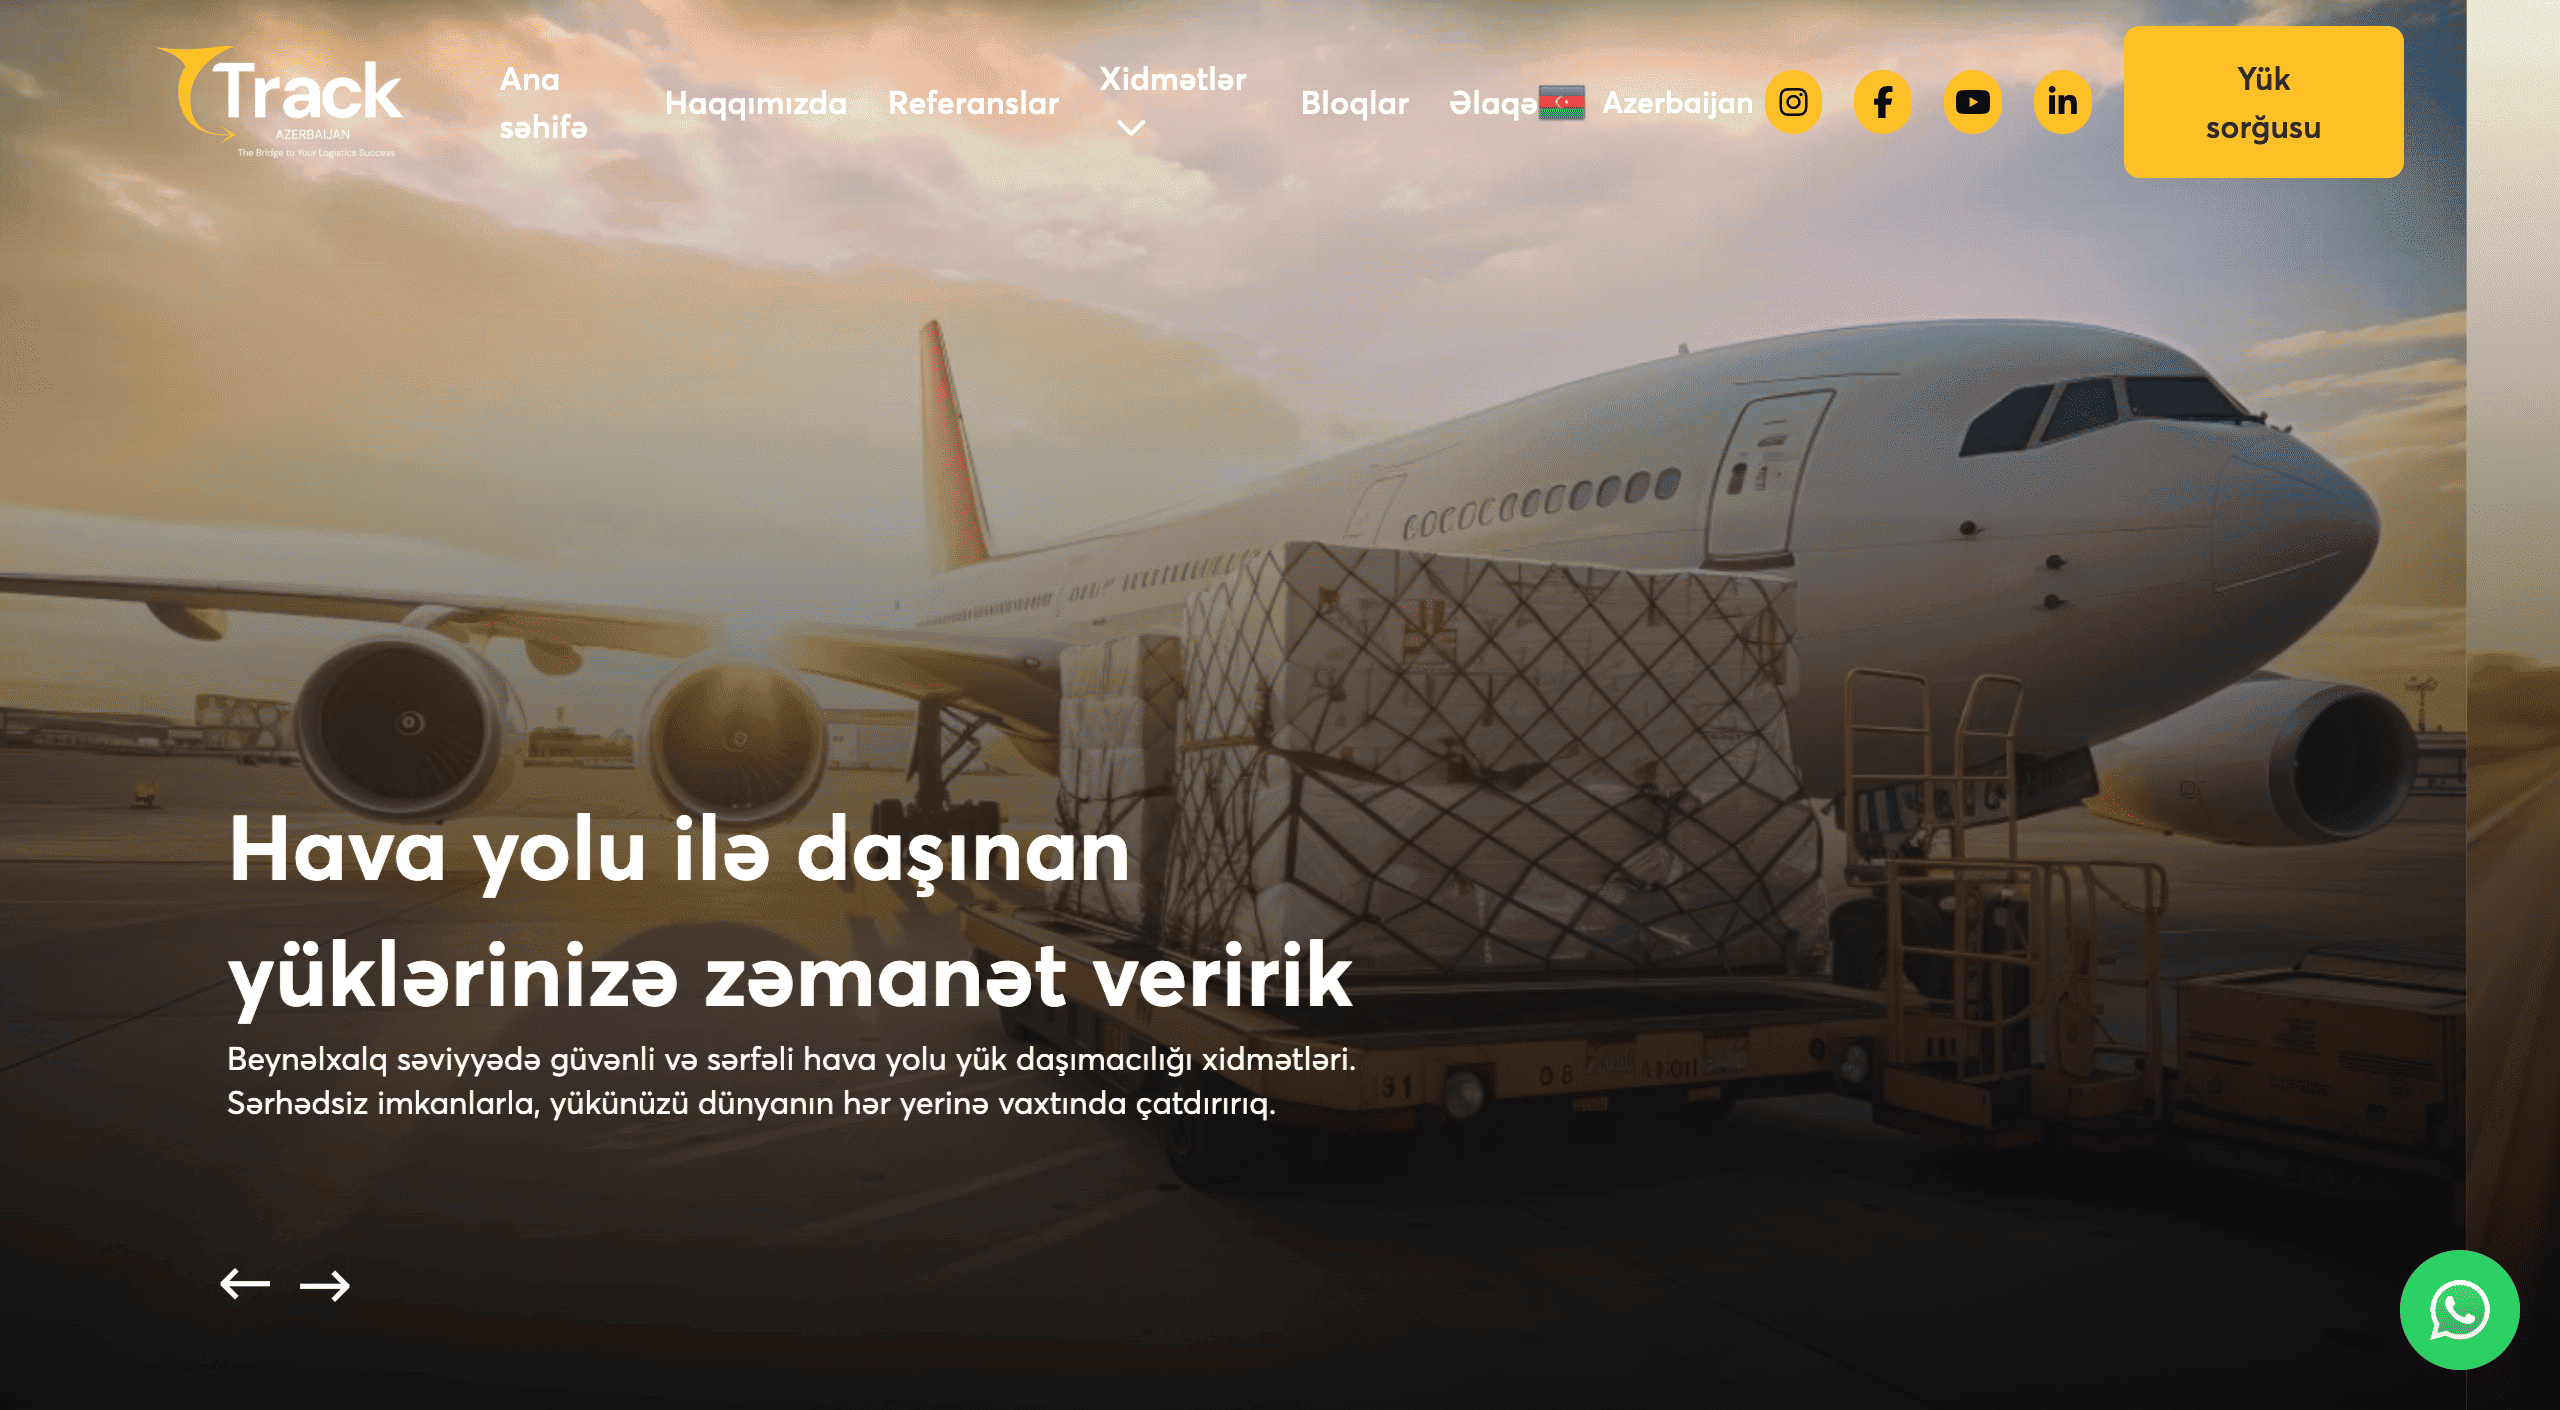 Track
AZERBAIJAN
The Bridge to Your Logistics Success
Ana
səhifə
Haqqımızda
Referanslar
Xidmətlər
Bloqlar
Əlaqə
Azerbaijan
Yük
sorğusu
Hava yolu ilə daşınan
yüklərinizə zəmanət veririk
Beynəlxalq səviyyədə güvənli və sərfəli hava yolu yük daşımacılığı xidmətləri.
Sərhədsiz imkanlarla, yükünüzü dünyanın hər yerinə vaxtında çatdırırıq.
91